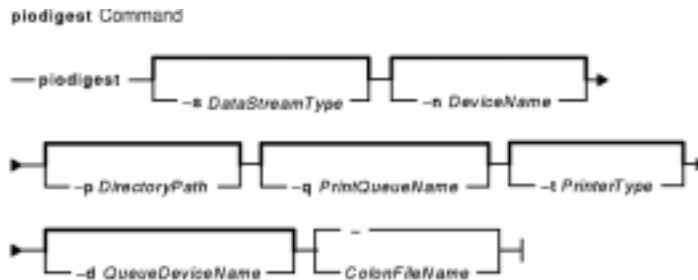 piodigest Command
piodigest -s DataStreamType -n DeviceName
-p DirectoryPath -q PrintQueueName -t PrinterType
-d QueueDeviceName -
ColonFileName